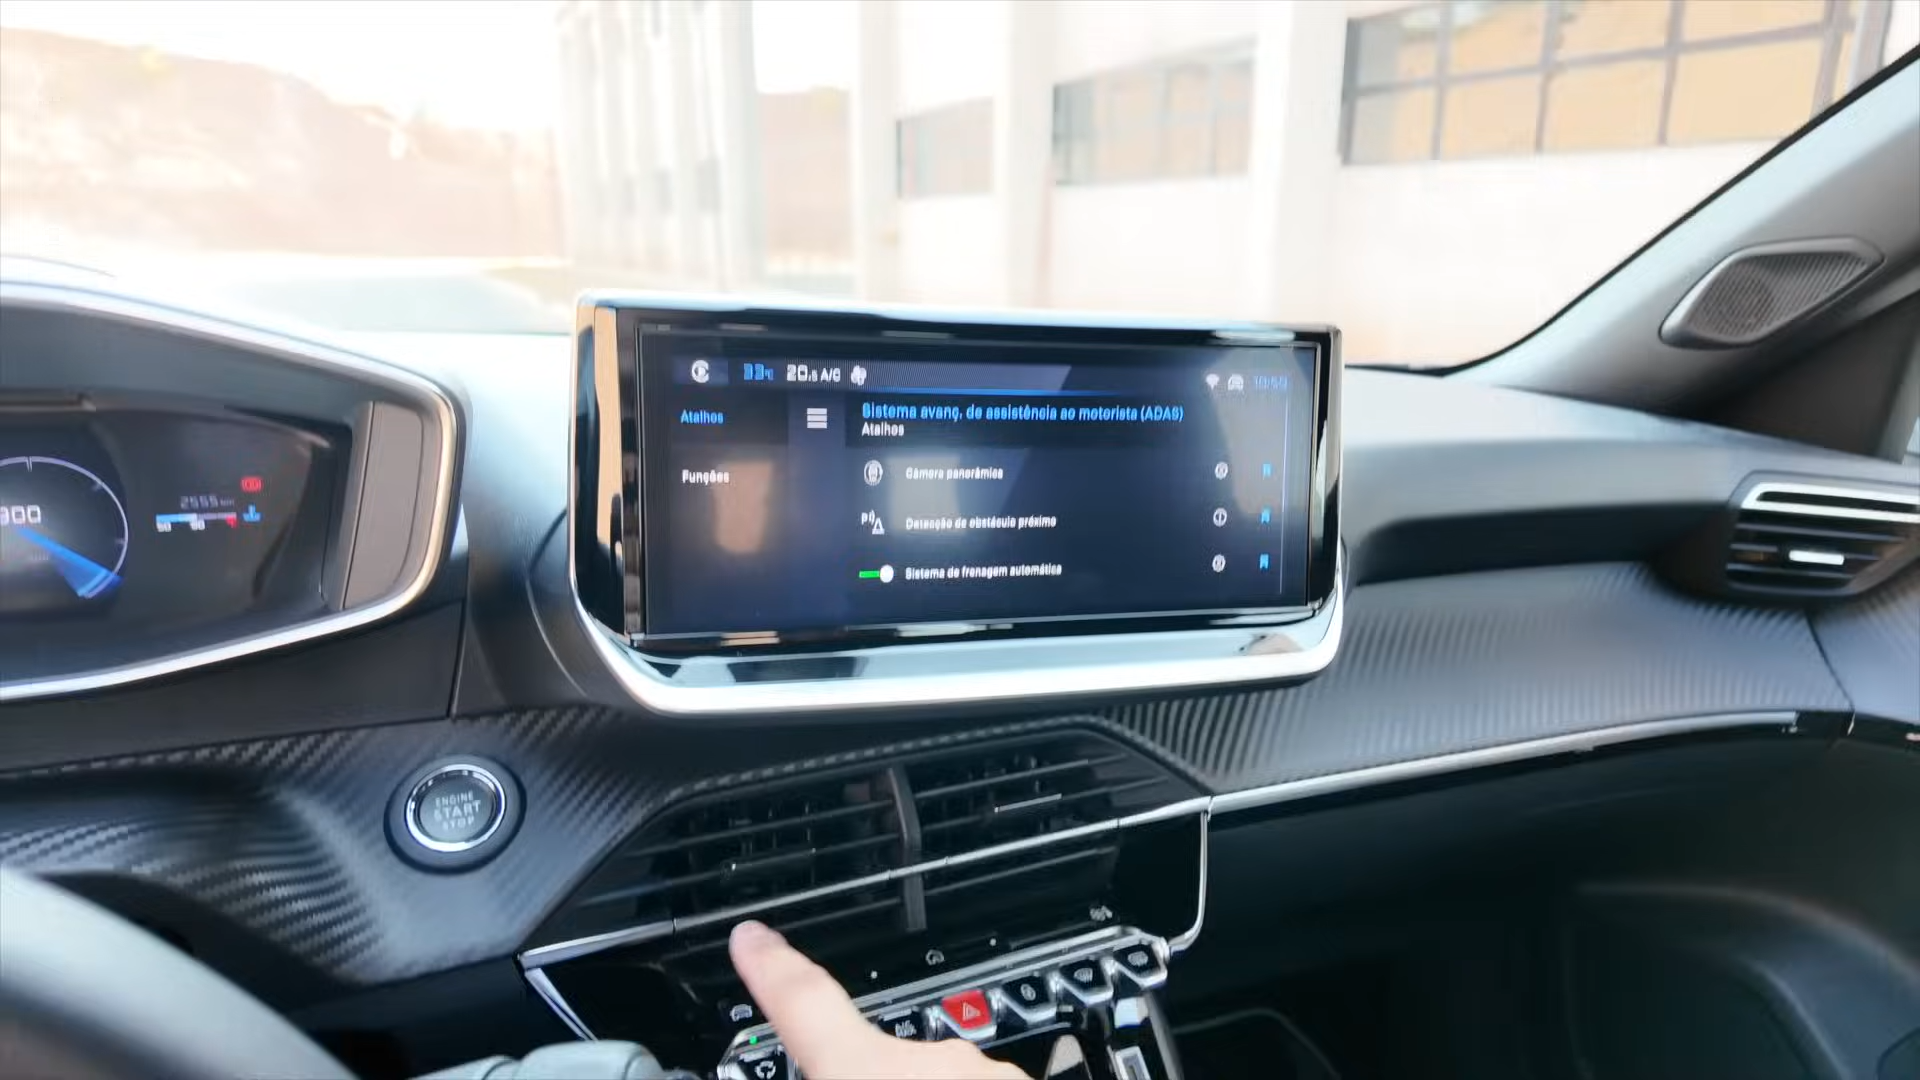 33°C 20.5 A/C
Atalhos
Sistema avanç. de assistência ao motorista (ADAS)
Atalhos
Funções
Câmera panorâmica
Detecção de obstáculo próximo
Sistema de frenagem automática
ENGINE
START
STOP